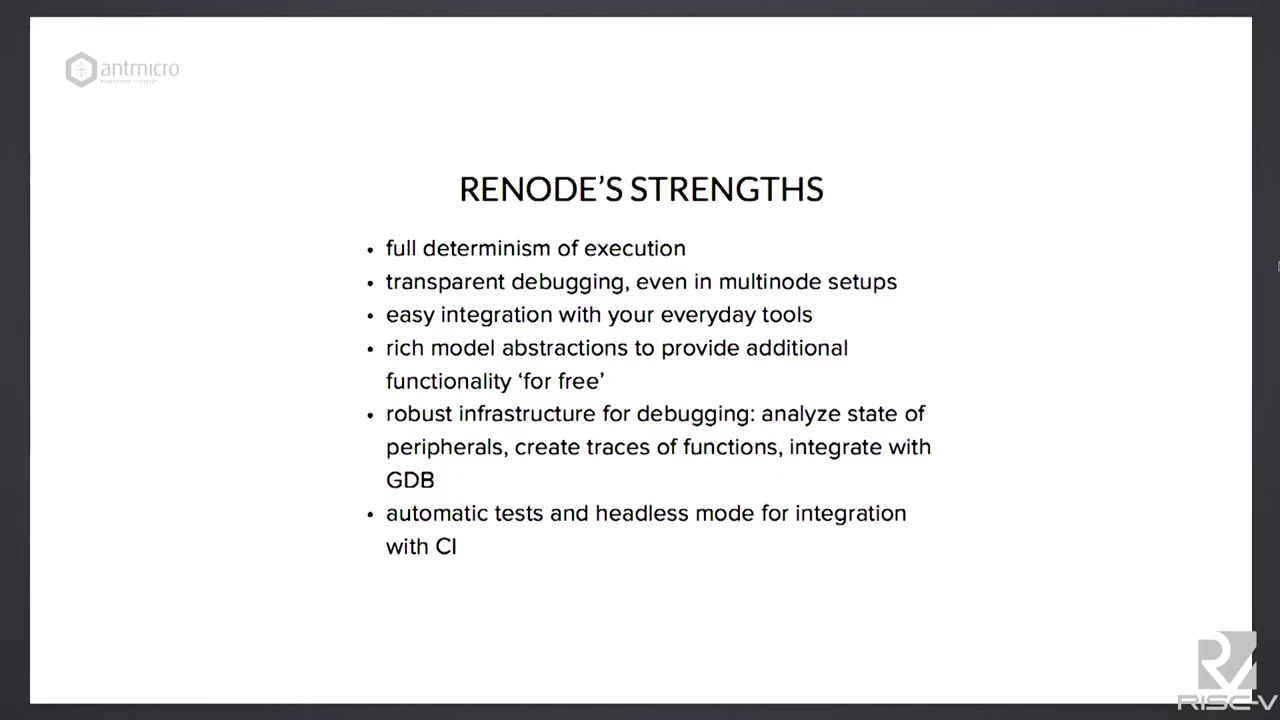 antmicro
RENODE’S STRENGTHS
• full determinism of execution
• transparent debugging, even in multinode setups
• easy integration with your everyday tools
• rich model abstractions to provide additional
functionality ‘for free’
• robust infrastructure for debugging: analyze state of
peripherals, create traces of functions, integrate with
GDB
• automatic tests and headless mode for integration
with CI
RISC-V